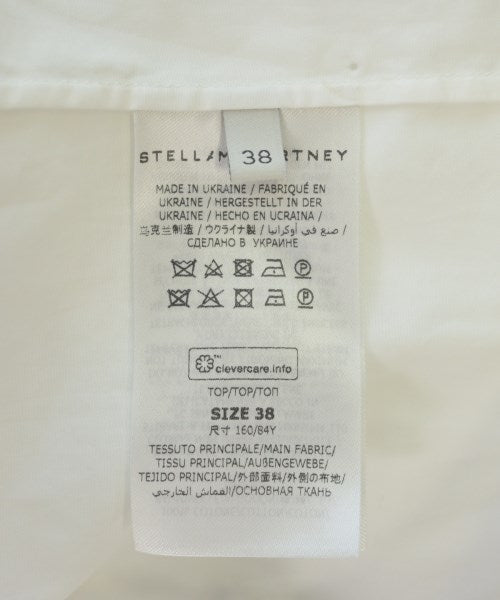 38
STELLA M RTNEY
MADE IN UKRAINE / FABRIQUÉ EN
UKRAINE / HERGESTELLT IN DER
UKRAINE / HECHO EN UCRAINA /
乌克兰制造 / ウクライナ製 / صنع في أوكرانيا /
СДЕЛАНО В УКРАИНЕ
clevercare.info
TOP/TOP/ТОП
SIZE 38
尺寸 160/84Y
TESSUTO PRINCIPALE/MAIN FABRIC/
TISSU PRINCIPAL/AUßENGEWEBE/
TEJIDO PRINCIPAL/外部面料/外側の布地/
القماش الخارجي/ОСНОВНАЯ ТКАНЬ